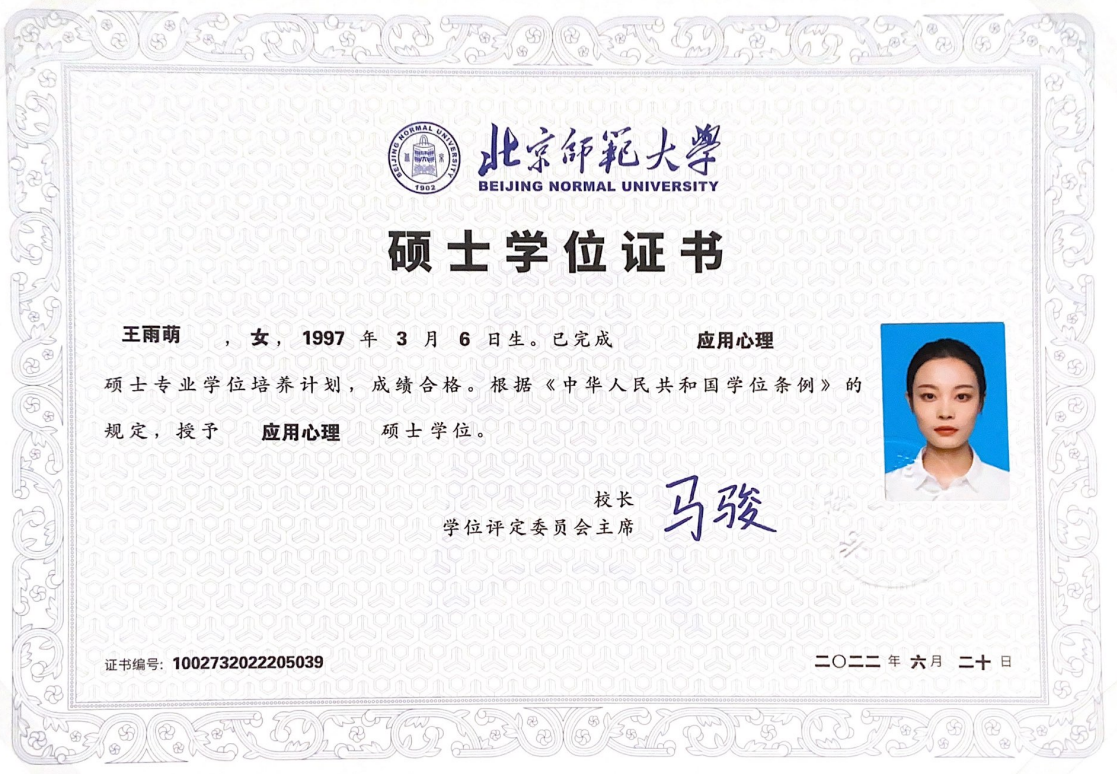 BEIJING NORMAL UNIVERSITY
1902
北京師範大學
BEIJING NORMAL UNIVERSITY
硕士学位证书
王雨萌 ，女，1997 年 3 月 6 日生。已完成 应用心理
硕士专业学位培养计划，成绩合格。根据《中华人民共和国学位条例》的
规定，授予 应用心理 硕士学位。
校长
学位评定委员会主席 马骏
证书编号：1002732022205039
二〇二二 年 六 月 二十 日